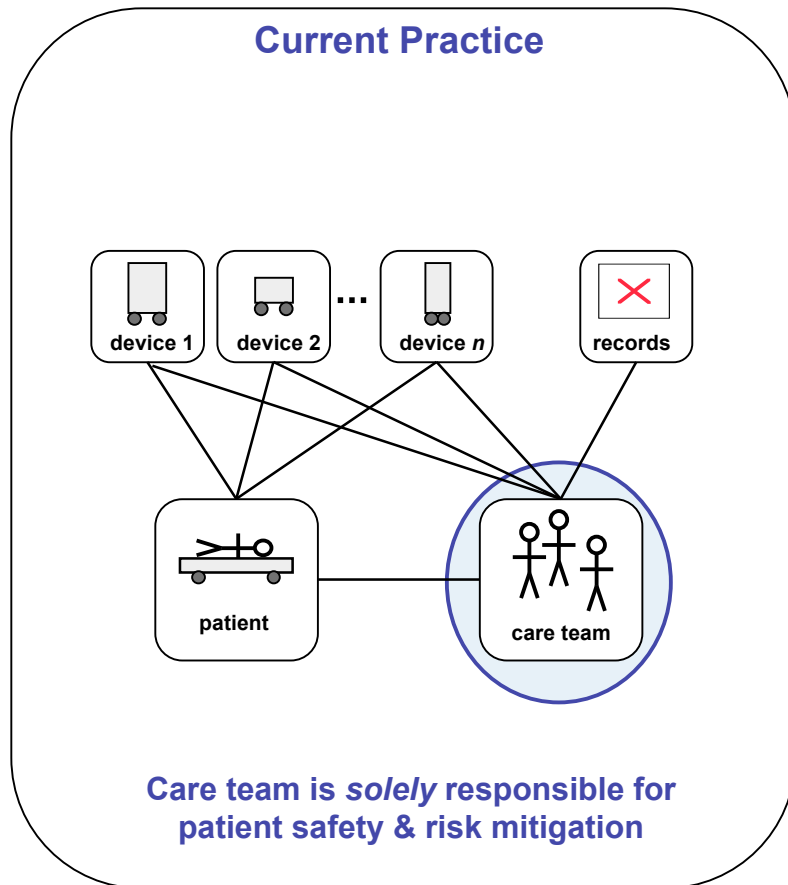 Current Practice
device 1
device 2
...
device n
records
patient
care team
Care team is solely responsible for
patient safety & risk mitigation